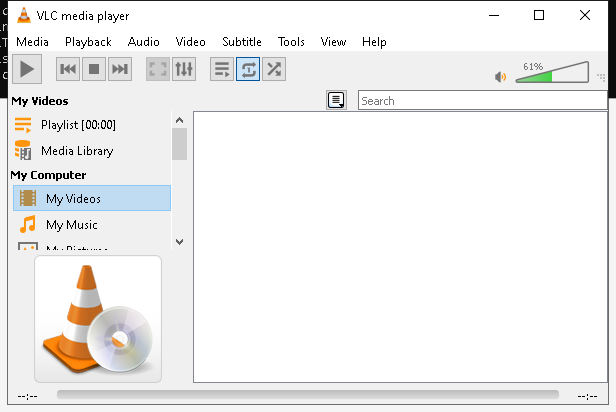 VLC media player
Media Playback Audio Video Subtitle Tools View Help
61%
My Videos
Search
Playlist [00:00]
Media Library
My Computer
My Videos
My Music
My Pictures
--:-- --:--